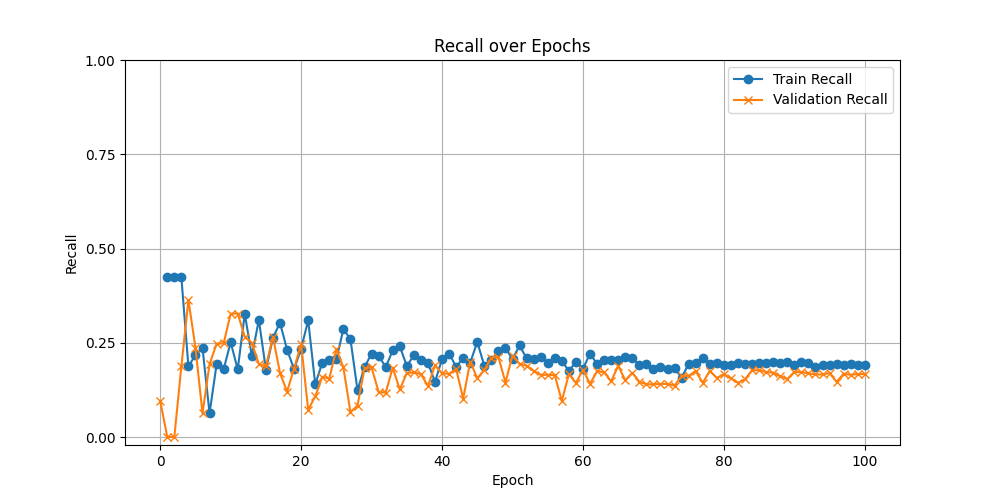 Recall over Epochs
Train Recall
Validation Recall
1.00
0.75
0.50
0.25
0.00
Recall
0 20 40 60 80 100
Epoch